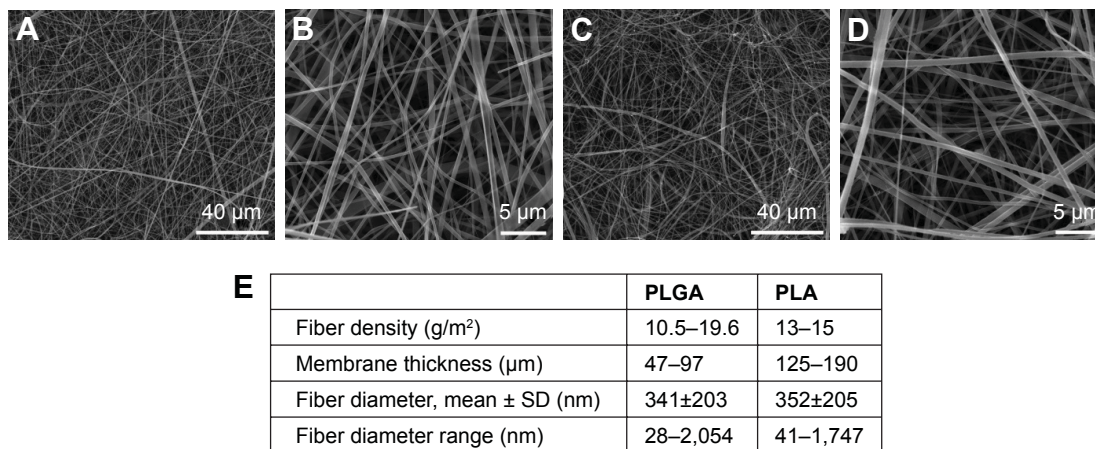 A
B
C
D
40 µm
5 µm
40 µm
5 µm
E
PLGA PLA
Fiber density (g/m²) 10.5–19.6 13–15
Membrane thickness (µm) 47–97 125–190
Fiber diameter, mean ± SD (nm) 341±203 352±205
Fiber diameter range (nm) 28–2,054 41–1,747